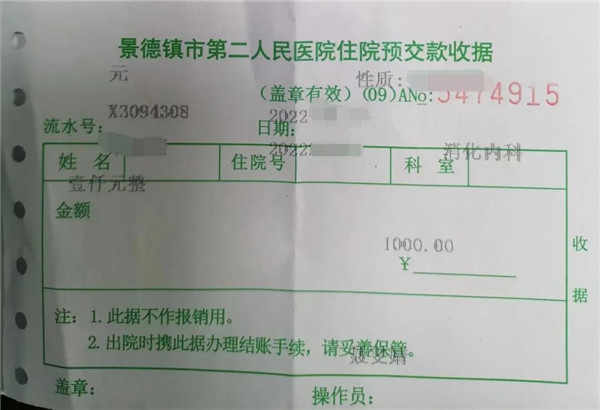 景德镇市第二人民医院住院预交款收据
元 性质:
(盖章有效) (09)A№: 5474915
X3094308 2022
流水号: 日期:
2022 消化内科
姓 名 住院号 科 室
壹仟元整
金额
1000.00
¥
收据
注: 1.此据不作报销用。
2.出院时携此据办理结账手续,请妥善保管。
盖章: 操作员: